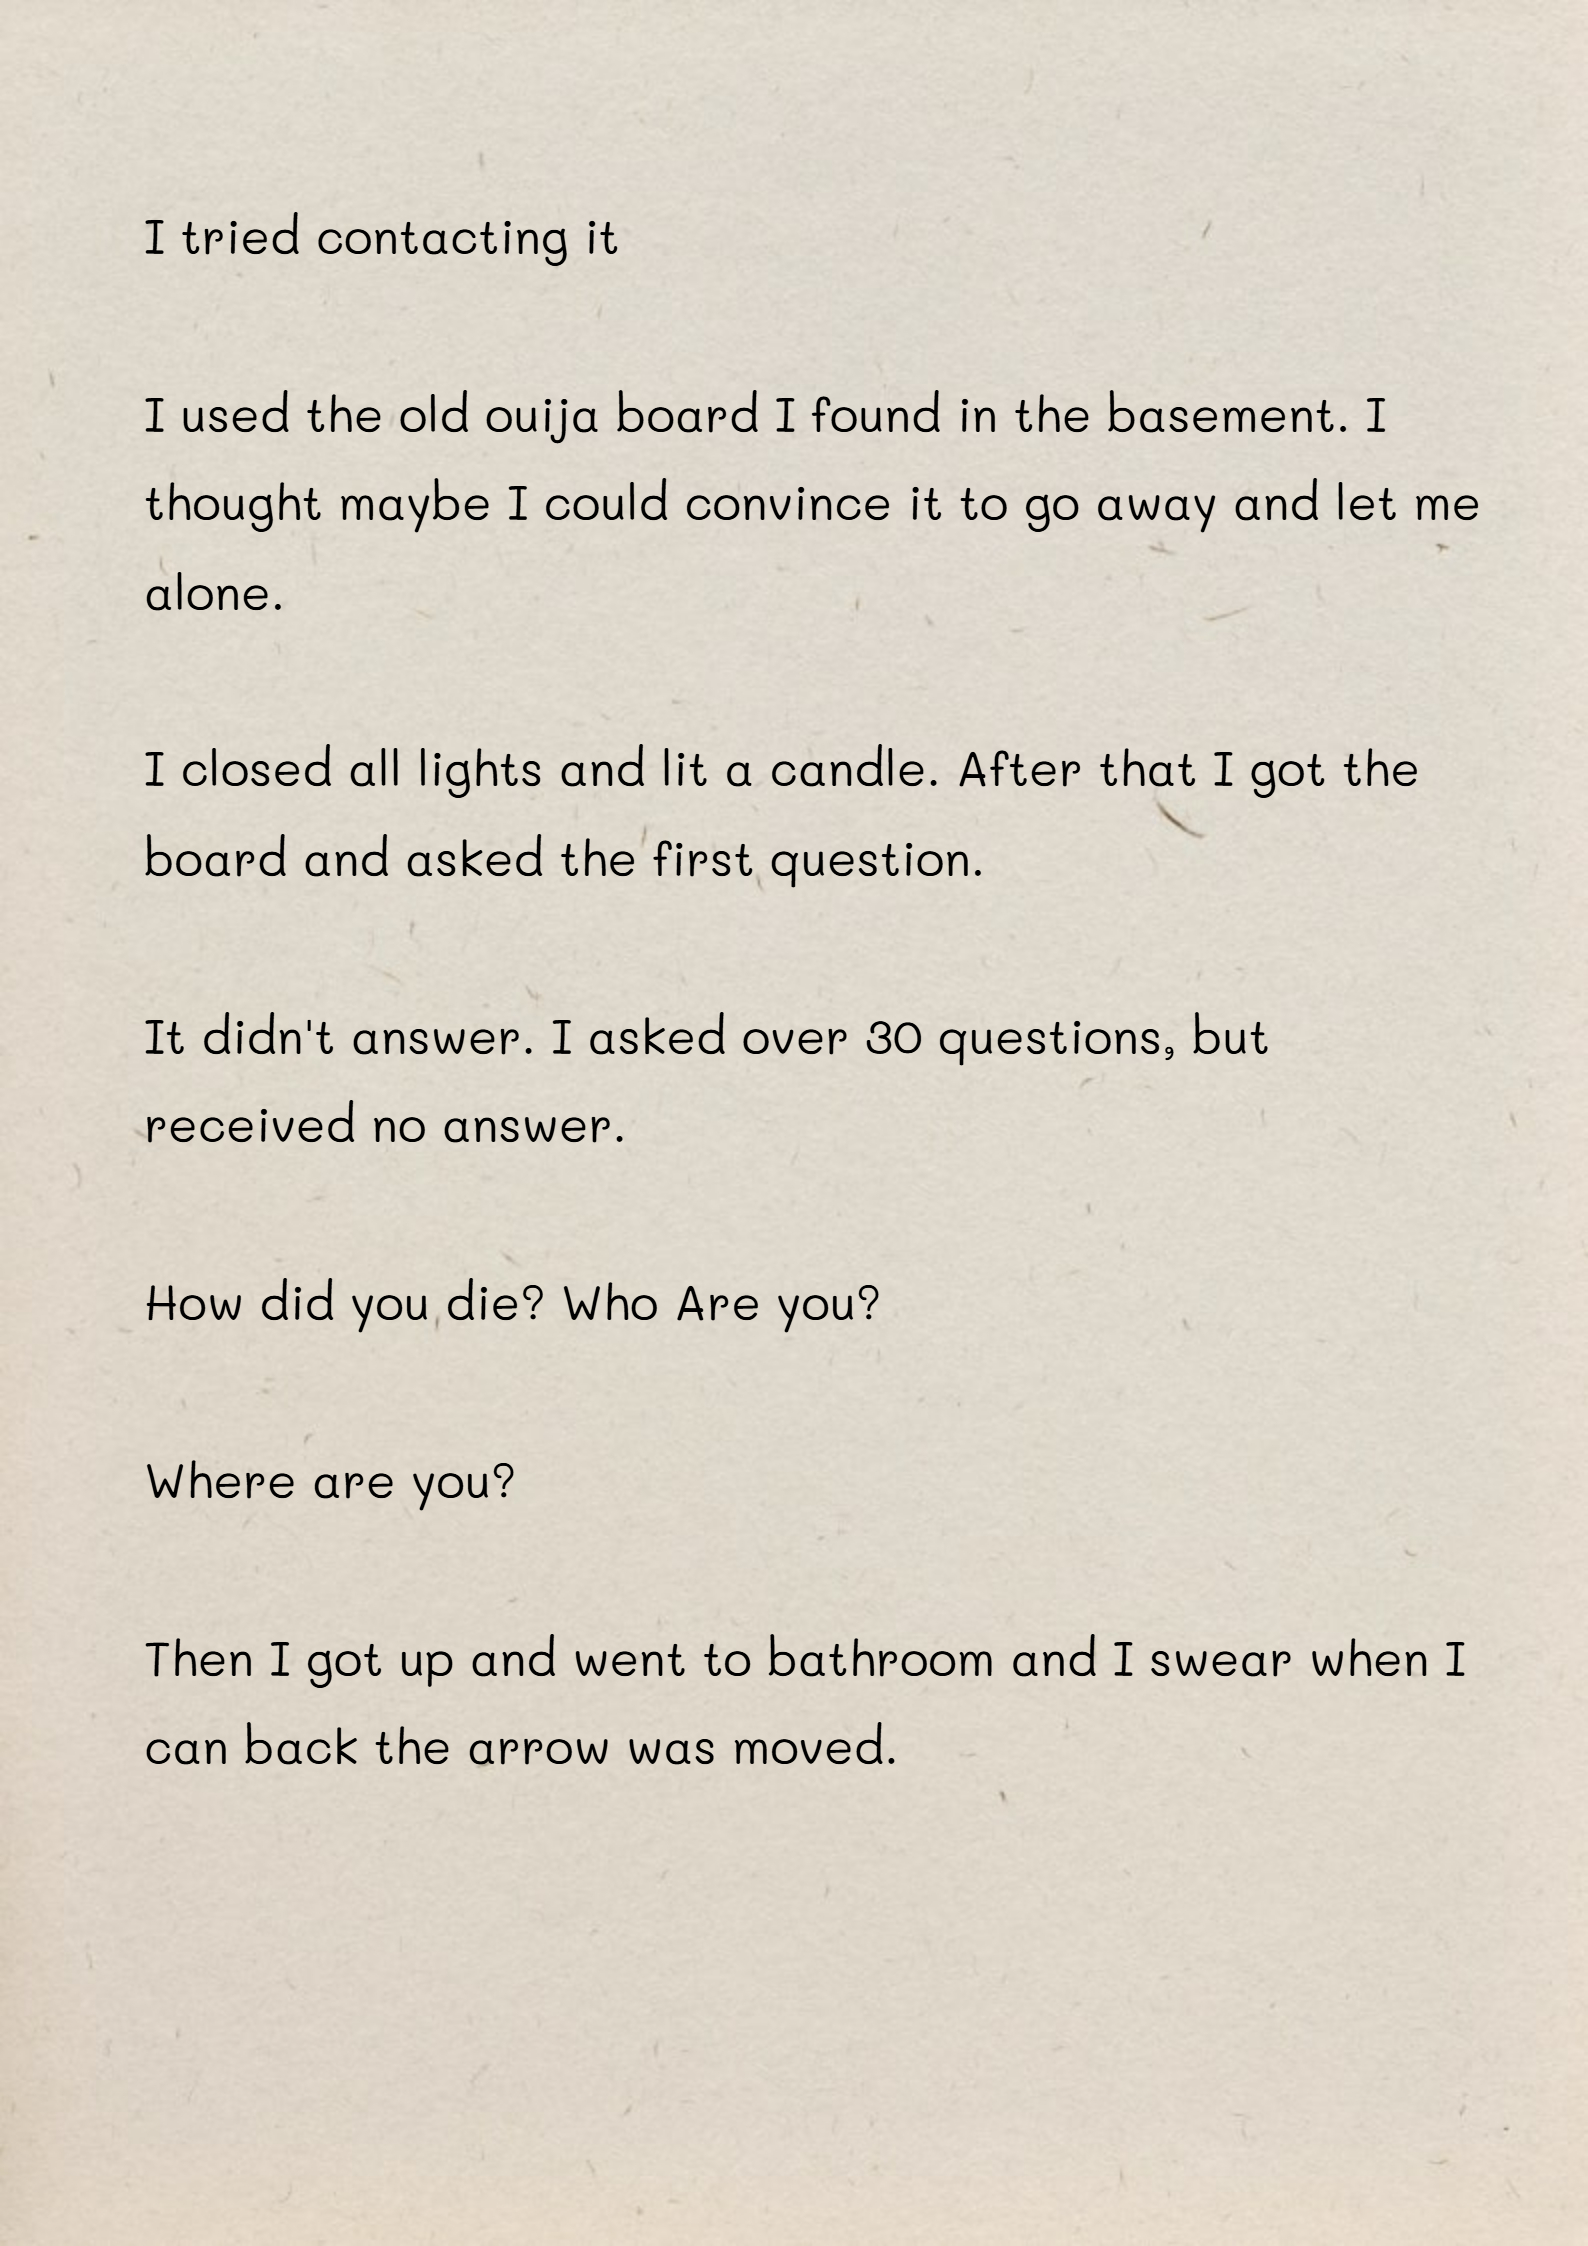 I tried contacting it
I used the old ouija board I found in the basement. I
thought maybe I could convince it to go away and let me
alone.
I closed all lights and lit a candle. After that I got the
board and asked the first question.
It didn't answer. I asked over 30 questions, but
received no answer.
How did you die? Who Are you?
Where are you?
Then I got up and went to bathroom and I swear when I
can back the arrow was moved.